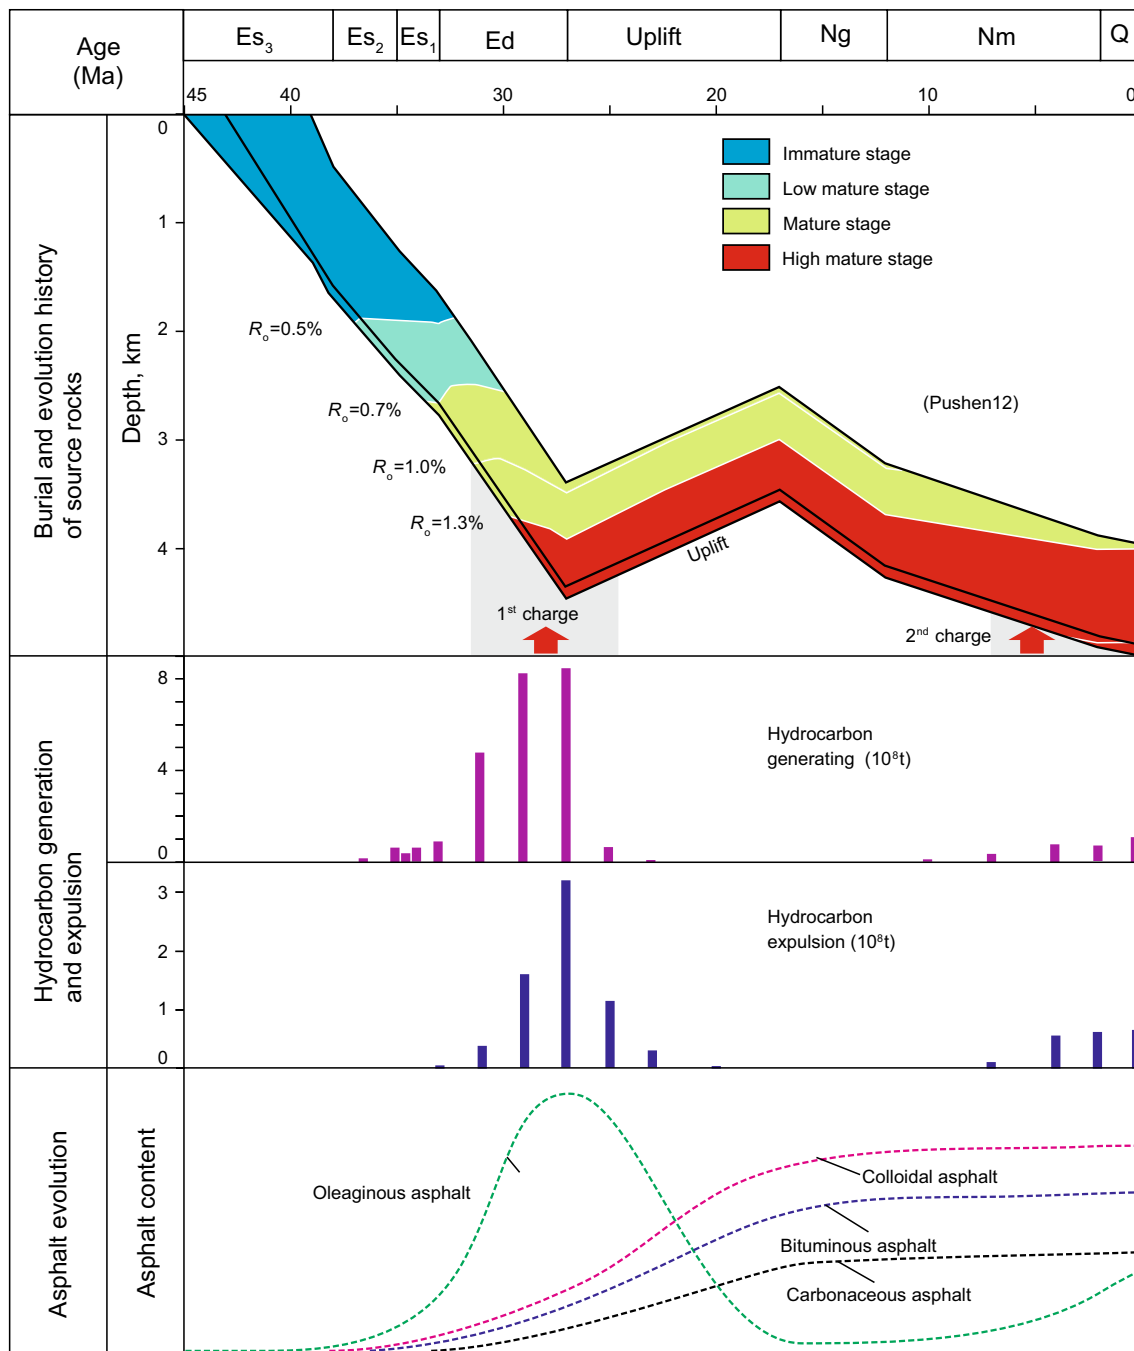 Age
(Ma)
Es3
Es2
Es1
Ed
Uplift
Ng
Nm
Q
45
40
30
20
10
0
Burial and evolution history
of source rocks
Depth, km
0
1
2
3
4
Immature stage
Low mature stage
Mature stage
High mature stage
Ro=0.5%
Ro=0.7%
Ro=1.0%
Ro=1.3%
(Pushen12)
Uplift
1st charge
2nd charge
Hydrocarbon generation
and expulsion
8
4
0
Hydrocarbon
generating (10⁸t)
3
2
1
0
Hydrocarbon
expulsion (10⁸t)
Asphalt evolution
Asphalt content
Oleaginous asphalt
Colloidal asphalt
Bituminous asphalt
Carbonaceous asphalt